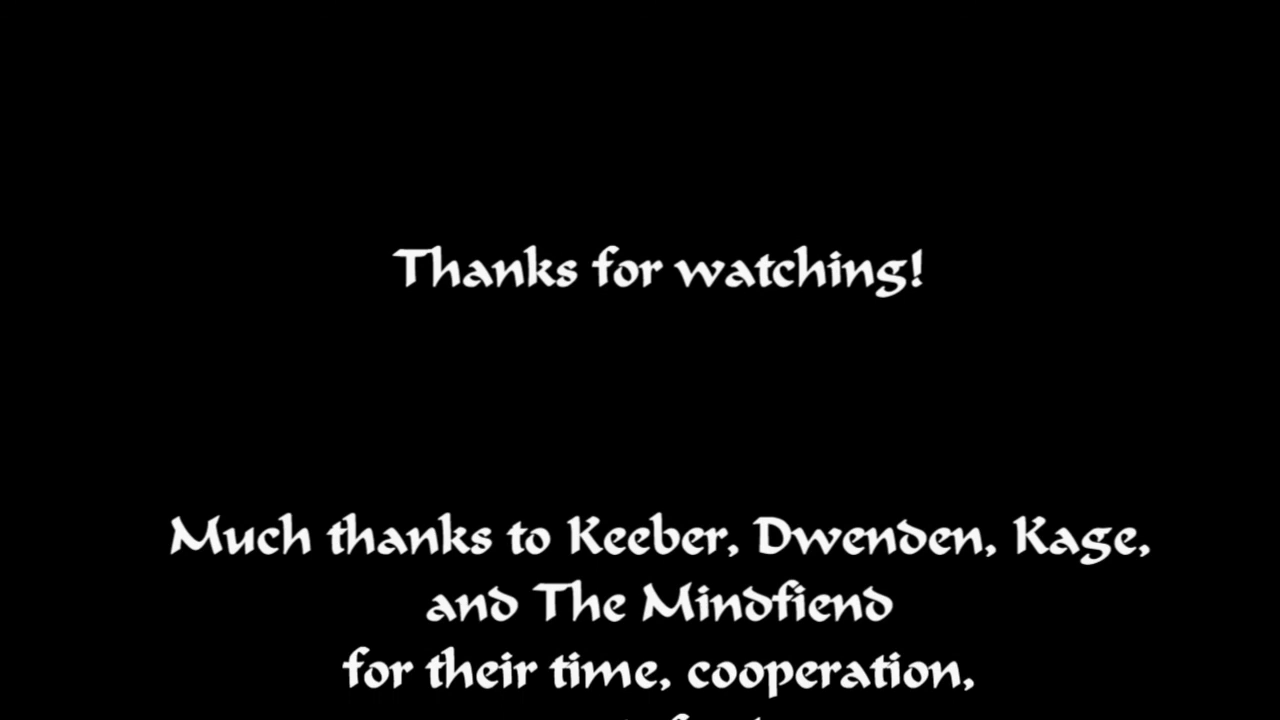 Thanks for watching!
Much thanks to Keeber, Dwenden, Kage,
and The Mindfiend
for their time, cooperation,